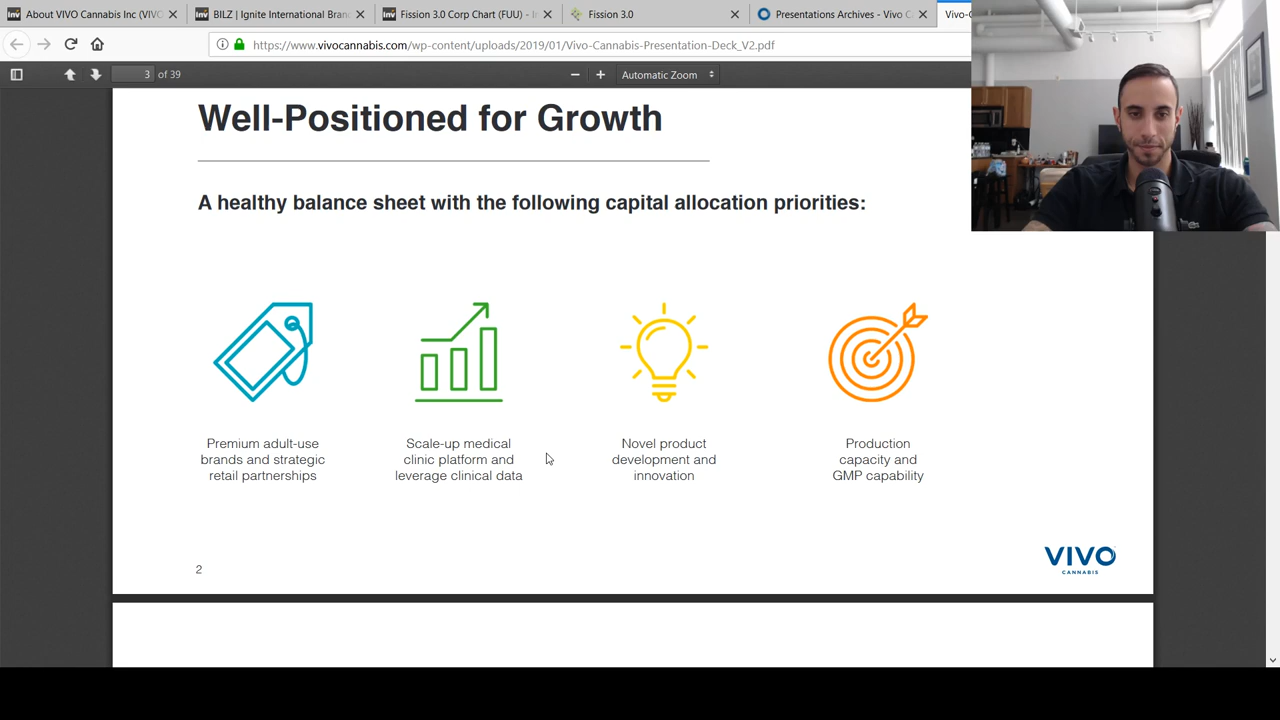 About VIVO Cannabis Inc (VIVO
BILZ | Ignite International Bran
Fission 3.0 Corp Chart (FUU) - I
Fission 3.0
Presentations Archives - Vivo C
Vivo-C
https://www.vivocannabis.com/wp-content/uploads/2019/01/Vivo-Cannabis-Presentation-Deck_V2.pdf
3 of 39
Automatic Zoom
Well-Positioned for Growth
A healthy balance sheet with the following capital allocation priorities:
Premium adult-use
brands and strategic
retail partnerships
Scale-up medical
clinic platform and
leverage clinical data
Novel product
development and
innovation
Production
capacity and
GMP capability
2
VIVO
CANNABIS